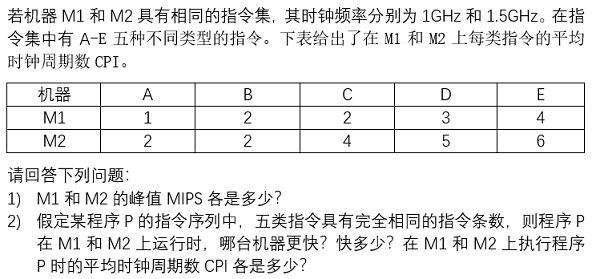 若机器 M1 和 M2 具有相同的指令集，其时钟频率分别为 1GHz 和 1.5GHz。在指
令集中有 A-E 五种不同类型的指令。下表给出了在 M1 和 M2 上每类指令的平均
时钟周期数 CPI。
机器 A B C D E
M1 1 2 2 3 4
M2 2 2 4 5 6
请回答下列问题：
1) M1 和 M2 的峰值 MIPS 各是多少？
2) 假定某程序 P 的指令序列中，五类指令具有完全相同的指令条数，则程序 P
在 M1 和 M2 上运行时，哪台机器更快？快多少？在 M1 和 M2 上执行程序
P 时的平均时钟周期数 CPI 各是多少？